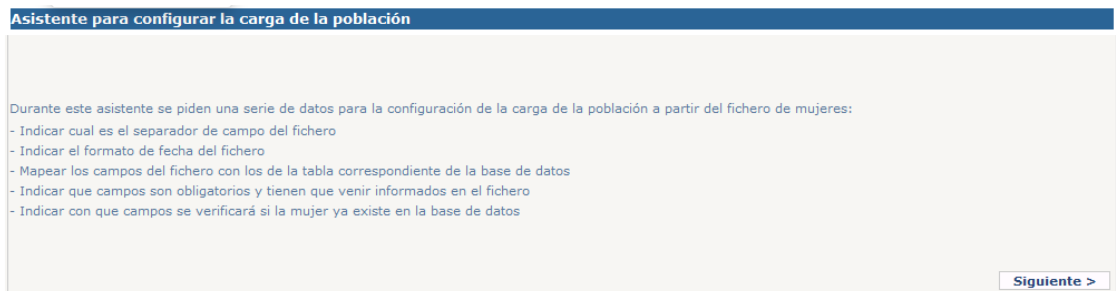 Asistente para configurar la carga de la población
Durante este asistente se piden una serie de datos para la configuración de la carga de la población a partir del fichero de mujeres:
- Indicar cual es el separador de campo del fichero
- Indicar el formato de fecha del fichero
- Mapear los campos del fichero con los de la tabla correspondiente de la base de datos
- Indicar que campos son obligatorios y tienen que venir informados en el fichero
- Indicar con que campos se verificará si la mujer ya existe en la base de datos
Siguiente >